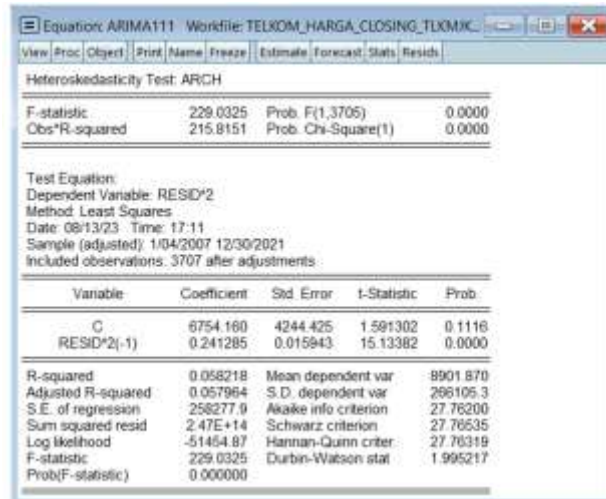 Equation: ARIMA111 Workfile: TELKOM_HARGA_CLOSING_TLKMJK...
View Proc Object Print Name Freeze Estimate Forecast Stats Resids
Heteroskedasticity Test: ARCH
F-statistic 229.0325 Prob. F(1,3705) 0.0000
Obs*R-squared 215.8151 Prob. Chi-Square(1) 0.0000
Test Equation:
Dependent Variable: RESID^2
Method: Least Squares
Date: 08/13/23 Time: 17:11
Sample (adjusted): 1/04/2007 12/30/2021
Included observations: 3707 after adjustments
Variable Coefficient Std. Error t-Statistic Prob.
C 6754.160 4244.425 1.591302 0.1116
RESID^2(-1) 0.241285 0.015943 15.13382 0.0000
R-squared 0.058218 Mean dependent var 8901.870
Adjusted R-squared 0.057964 S.D. dependent var 266105.3
S.E. of regression 258277.9 Akaike info criterion 27.76200
Sum squared resid 2.47E+14 Schwarz criterion 27.76535
Log likelihood -51454.87 Hannan-Quinn criter. 27.76319
F-statistic 229.0325 Durbin-Watson stat 1.995217
Prob(F-statistic) 0.000000